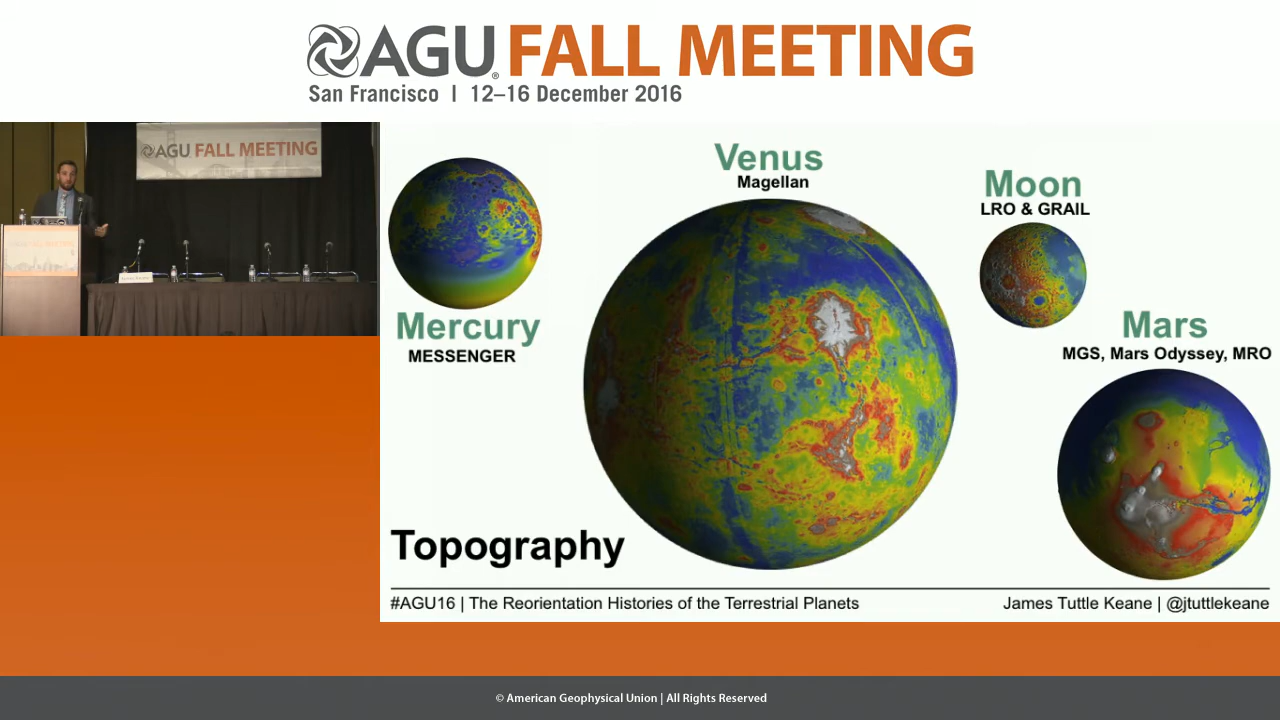 AGU FALL MEETING
San Francisco | 12–16 December 2016
AGU FALL MEETING
Venus
Magellan
Moon
LRO & GRAIL
Mercury
MESSENGER
Mars
MGS, Mars Odyssey, MRO
Topography
#AGU16 | The Reorientation Histories of the Terrestrial Planets
James Tuttle Keane | @jtuttlekeane
© American Geophysical Union | All Rights Reserved